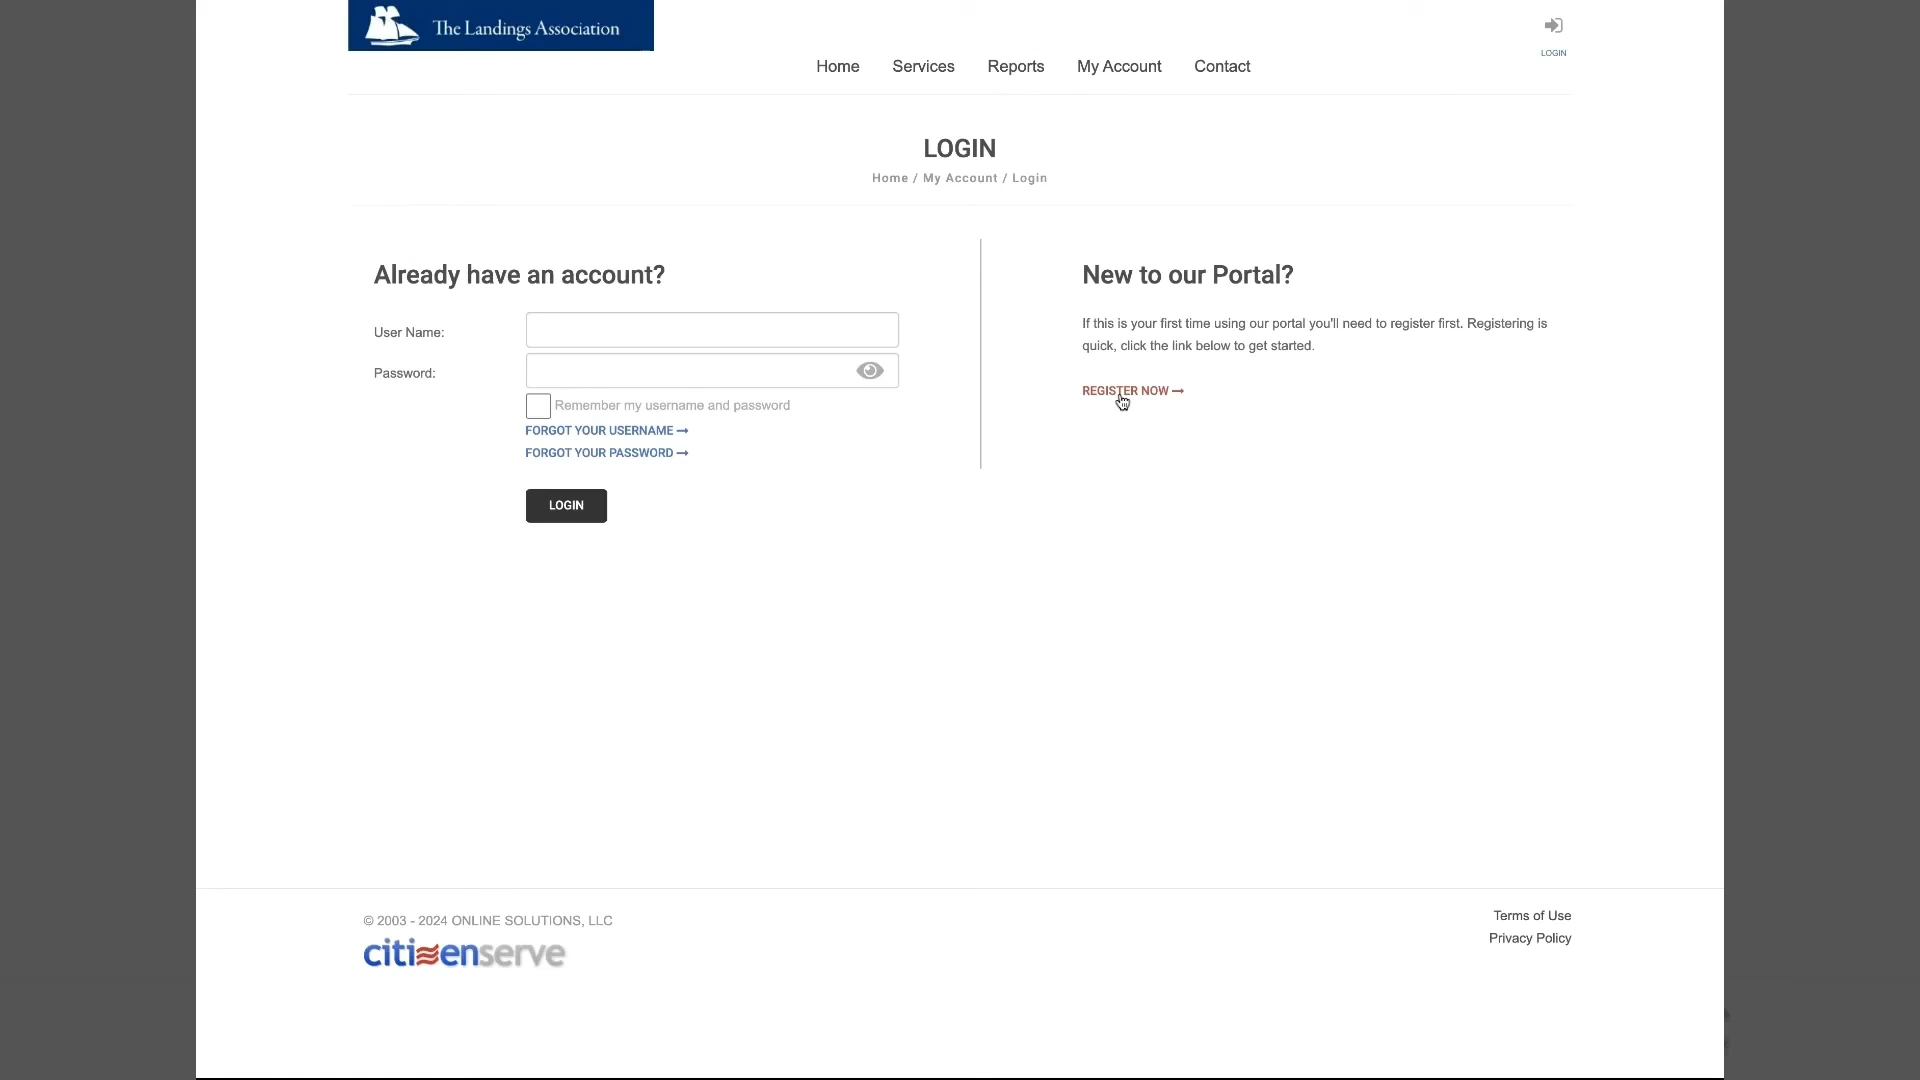 The Landings Association
LOGIN
Home Services Reports My Account Contact
LOGIN
Home / My Account / Login
Already have an account?
User Name:
Password:
Remember my username and password
FORGOT YOUR USERNAME
FORGOT YOUR PASSWORD
LOGIN
New to our Portal?
If this is your first time using our portal you'll need to register first. Registering is
quick, click the link below to get started.
REGISTER NOW
© 2003 - 2024 ONLINE SOLUTIONS, LLC
citizenserve
Terms of Use
Privacy Policy